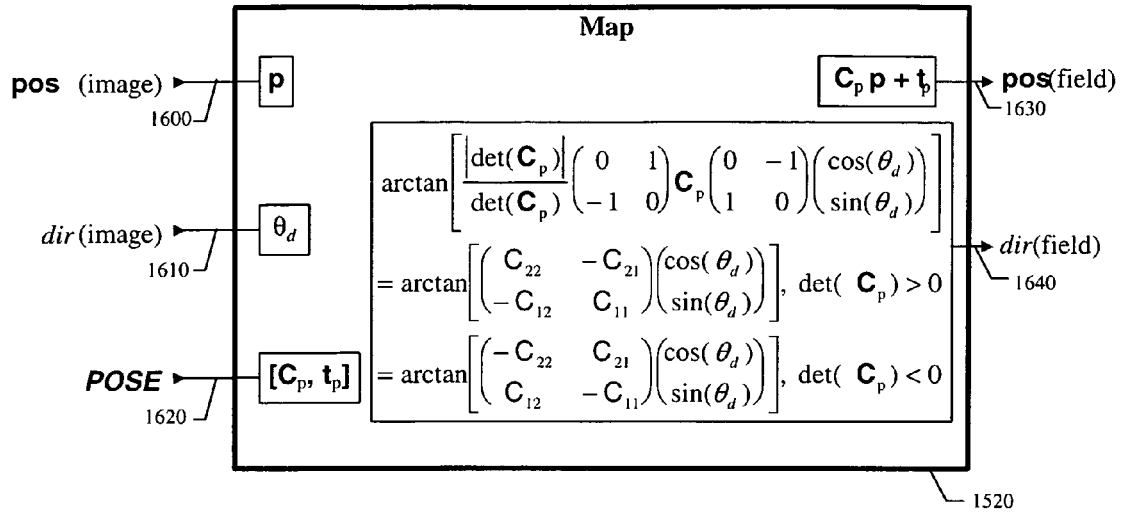 Map
pos (image) p C_p p + t_p pos(field)
1600 1630
arctan[ |det(C_p)| / det(C_p) ( 0 1 ; −1 0 ) C_p ( 0 −1 ; 1 0 ) ( cos(θ_d) ; sin(θ_d) ) ]
dir (image) θ_d dir(field)
1610 1640
= arctan[ ( C_22 −C_21 ; −C_12 C_11 ) ( cos(θ_d) ; sin(θ_d) ) ], det( C_p ) > 0
POSE [C_p, t_p]
1620
= arctan[ ( −C_22 C_21 ; C_12 −C_11 ) ( cos(θ_d) ; sin(θ_d) ) ], det( C_p ) < 0
1520